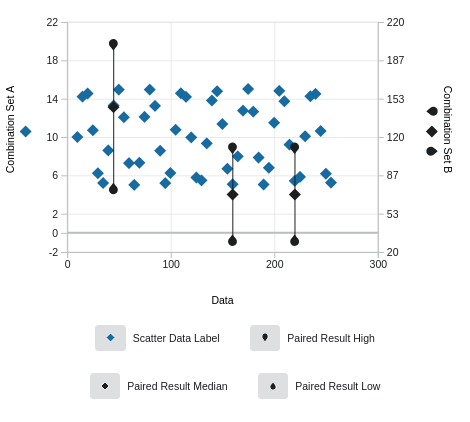 22
18
14
10
6
2
0
-2
220
187
153
120
87
53
20
0
100
200
300
Combination Set A
Combination Set B
Data
Scatter Data Label
Paired Result High
Paired Result Median
Paired Result Low